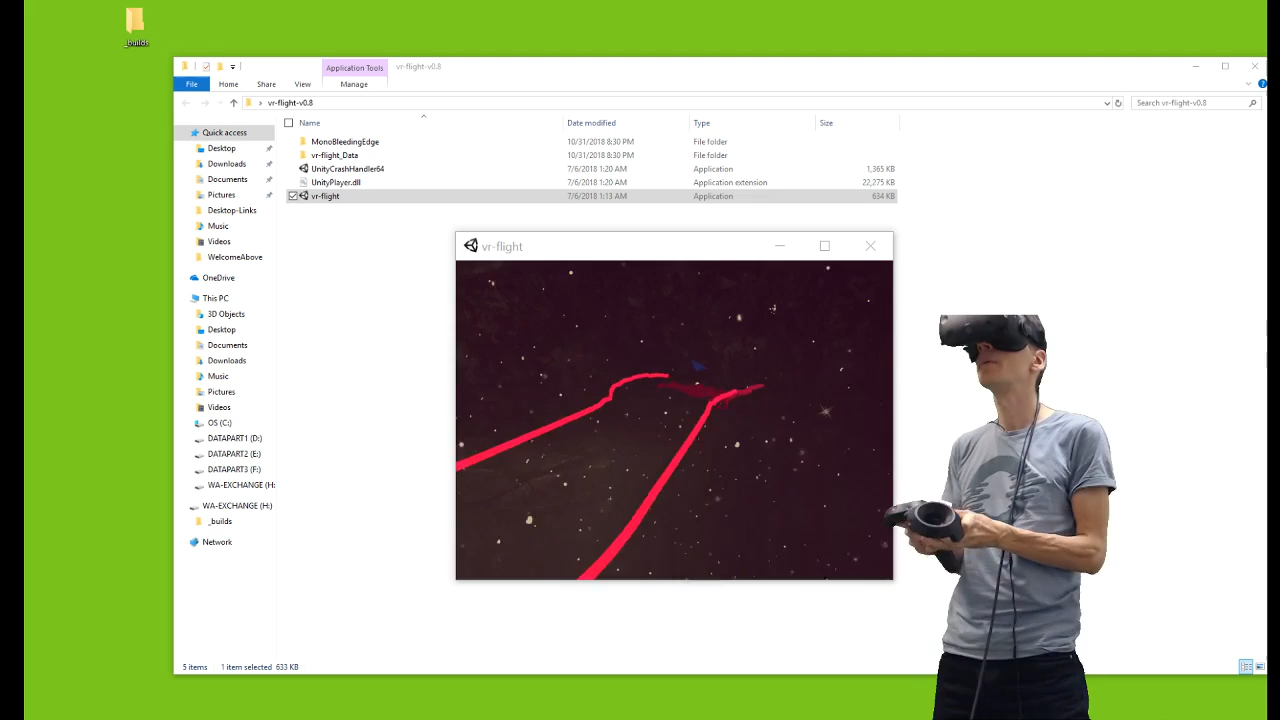 _builds
Application Tools
vr-flight-v0.8
File
Home
Share
View
Manage
vr-flight-v0.8
Search vr-flight-v0.8
Name
Date modified
Type
Size
MonoBleedingEdge 10/31/2018 8:30 PM File folder
vr-flight_Data 10/31/2018 8:30 PM File folder
UnityCrashHandler64 7/6/2018 1:20 AM Application 1,365 KB
UnityPlayer.dll 7/6/2018 1:20 AM Application extension 22,275 KB
vr-flight 7/6/2018 1:13 AM Application 634 KB
Quick access
Desktop
Downloads
Documents
Pictures
Desktop-Links
Music
Videos
WelcomeAbove
OneDrive
This PC
3D Objects
Desktop
Documents
Downloads
Music
Pictures
Videos
OS (C:)
DATAPART1 (D:)
DATAPART2 (E:)
DATAPART3 (F:)
WA-EXCHANGE (H:
WA-EXCHANGE (H:)
_builds
Network
vr-flight
5 items 1 item selected 633 KB